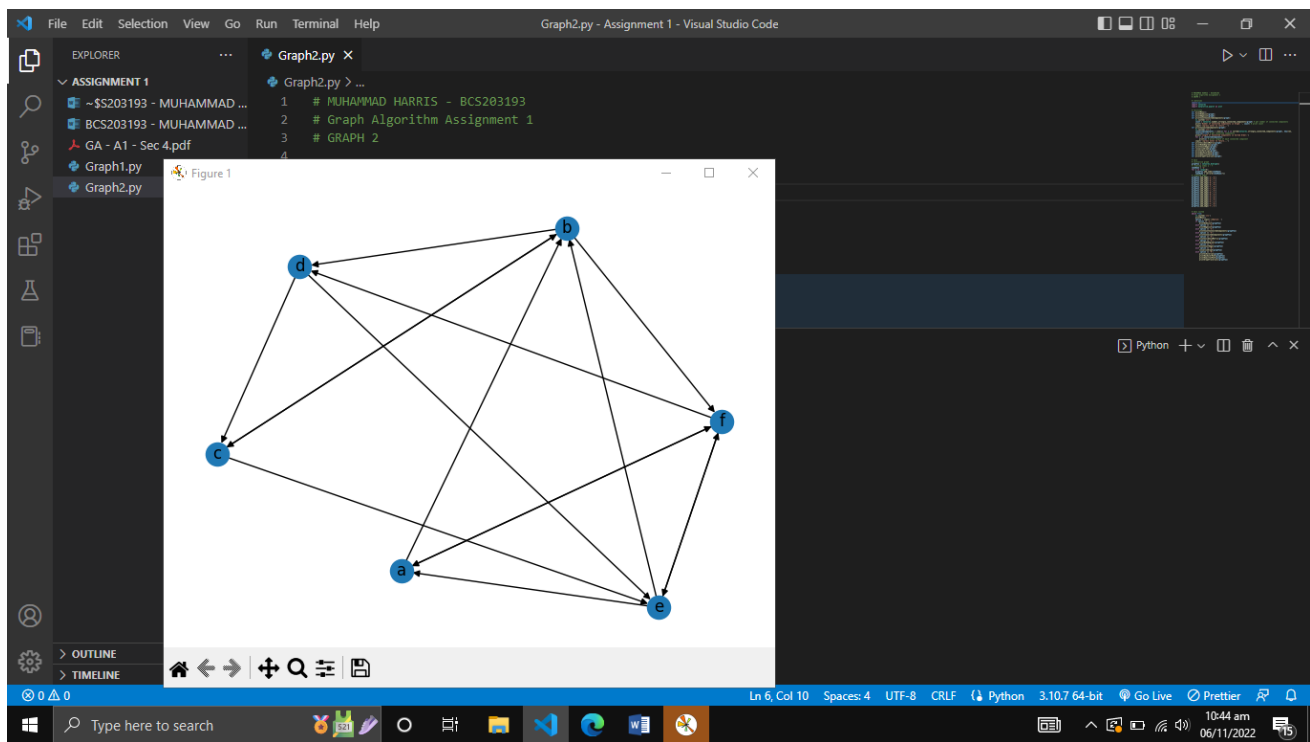 File Edit Selection View Go Run Terminal Help
Graph2.py - Assignment 1 - Visual Studio Code
EXPLORER
Graph2.py
ASSIGNMENT 1
Graph2.py > ...
~$S203193 - MUHAMMAD ...
BCS203193 - MUHAMMAD ...
GA - A1 - Sec 4.pdf
Graph1.py
Graph2.py
1 # MUHAMMAD HARRIS - BCS203193
2 # Graph Algorithm Assignment 1
3 # GRAPH 2
4
Figure 1
b
d
f
c
a
e
Python
OUTLINE
TIMELINE
0 0
Ln 6, Col 10 Spaces: 4 UTF-8 CRLF Python 3.10.7 64-bit Go Live Prettier
Type here to search
521
10:44 am
06/11/2022
15